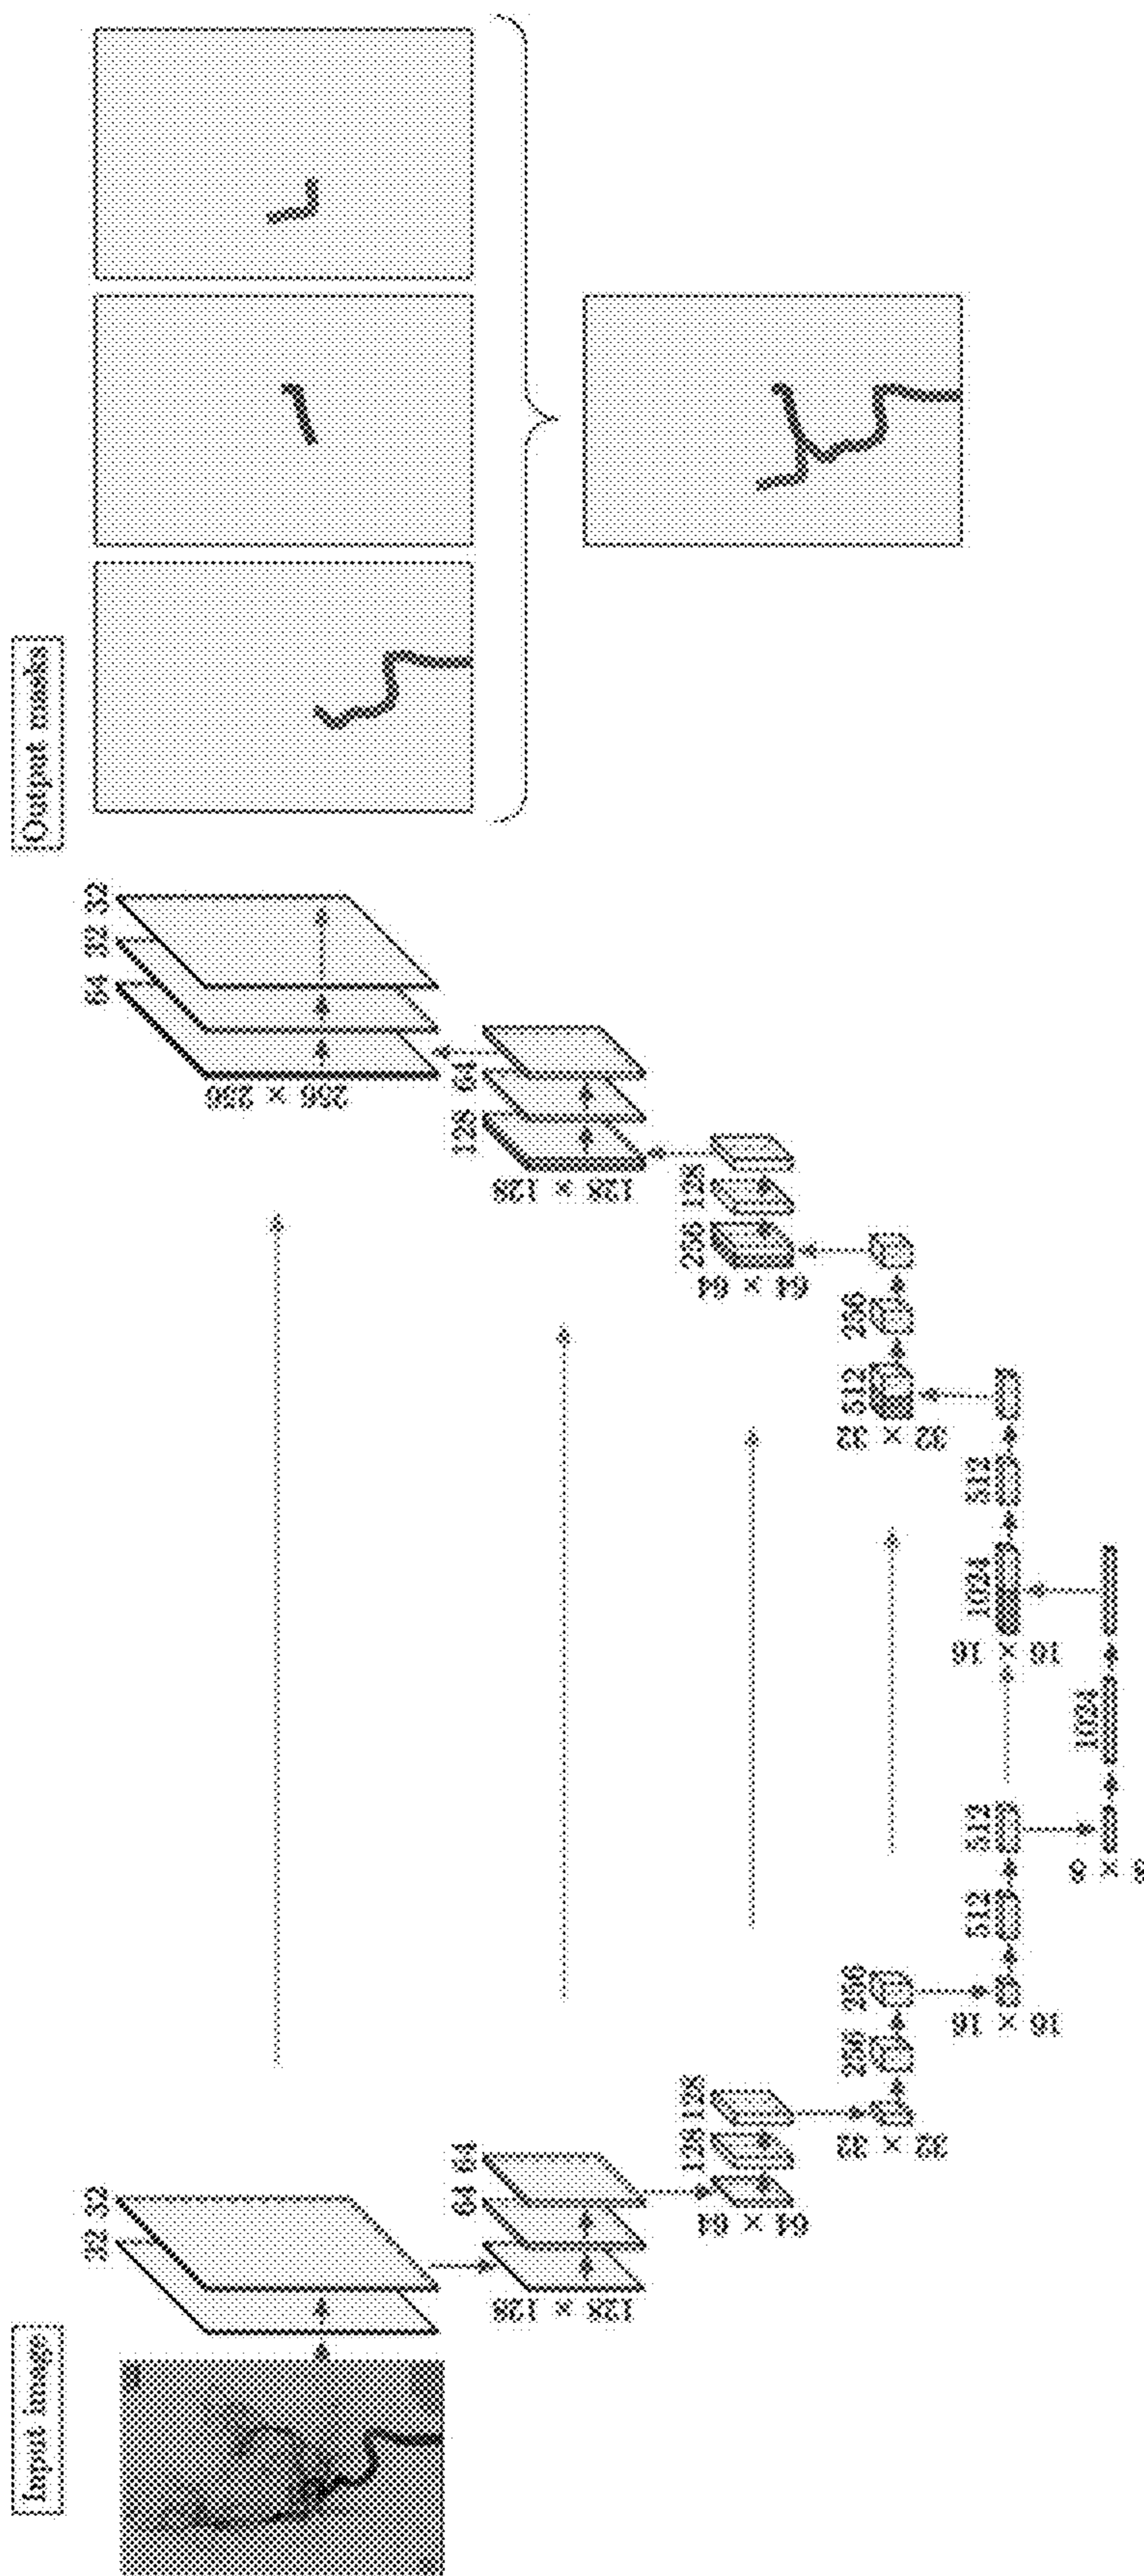 Input image
32 32
64 64
128 × 128
128 128
64 × 64
256 256
32 × 32
512 512
16 × 16
8 × 8
1024
1024
16 × 16
512
512
32 × 32
256
256
64 × 64
128
128
128 × 128
64
64 32 32
256 × 256
Output masks